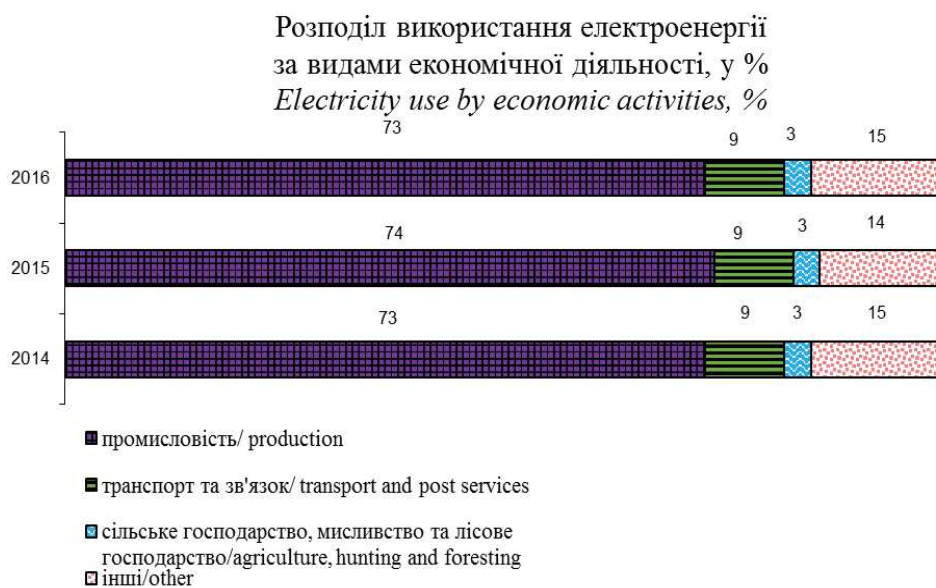 Розподіл використання електроенергії
за видами економічної діяльності, у %
Electricity use by economic activities, %
73 9 3 15
2016
74 9 3 14
2015
73 9 3 15
2014
промисловість/ production
транспорт та зв'язок/ transport and post services
сільське господарство, мисливство та лісове
господарство/agriculture, hunting and foresting
інші/other